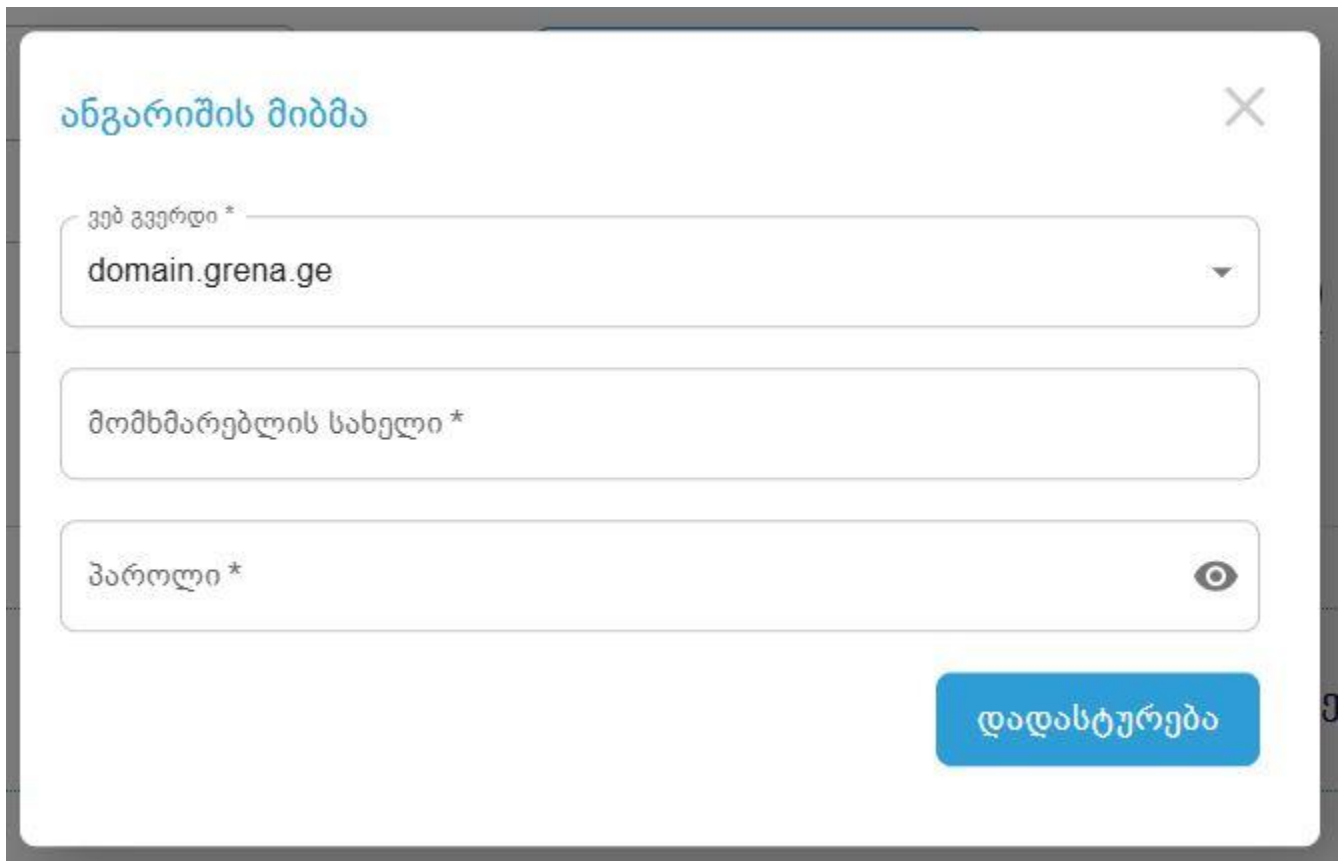 ანგარიშის მიბმა
ვებ გვერდი *
domain.grena.ge
მომხმარებლის სახელი *
პაროლი *
დადასტურება